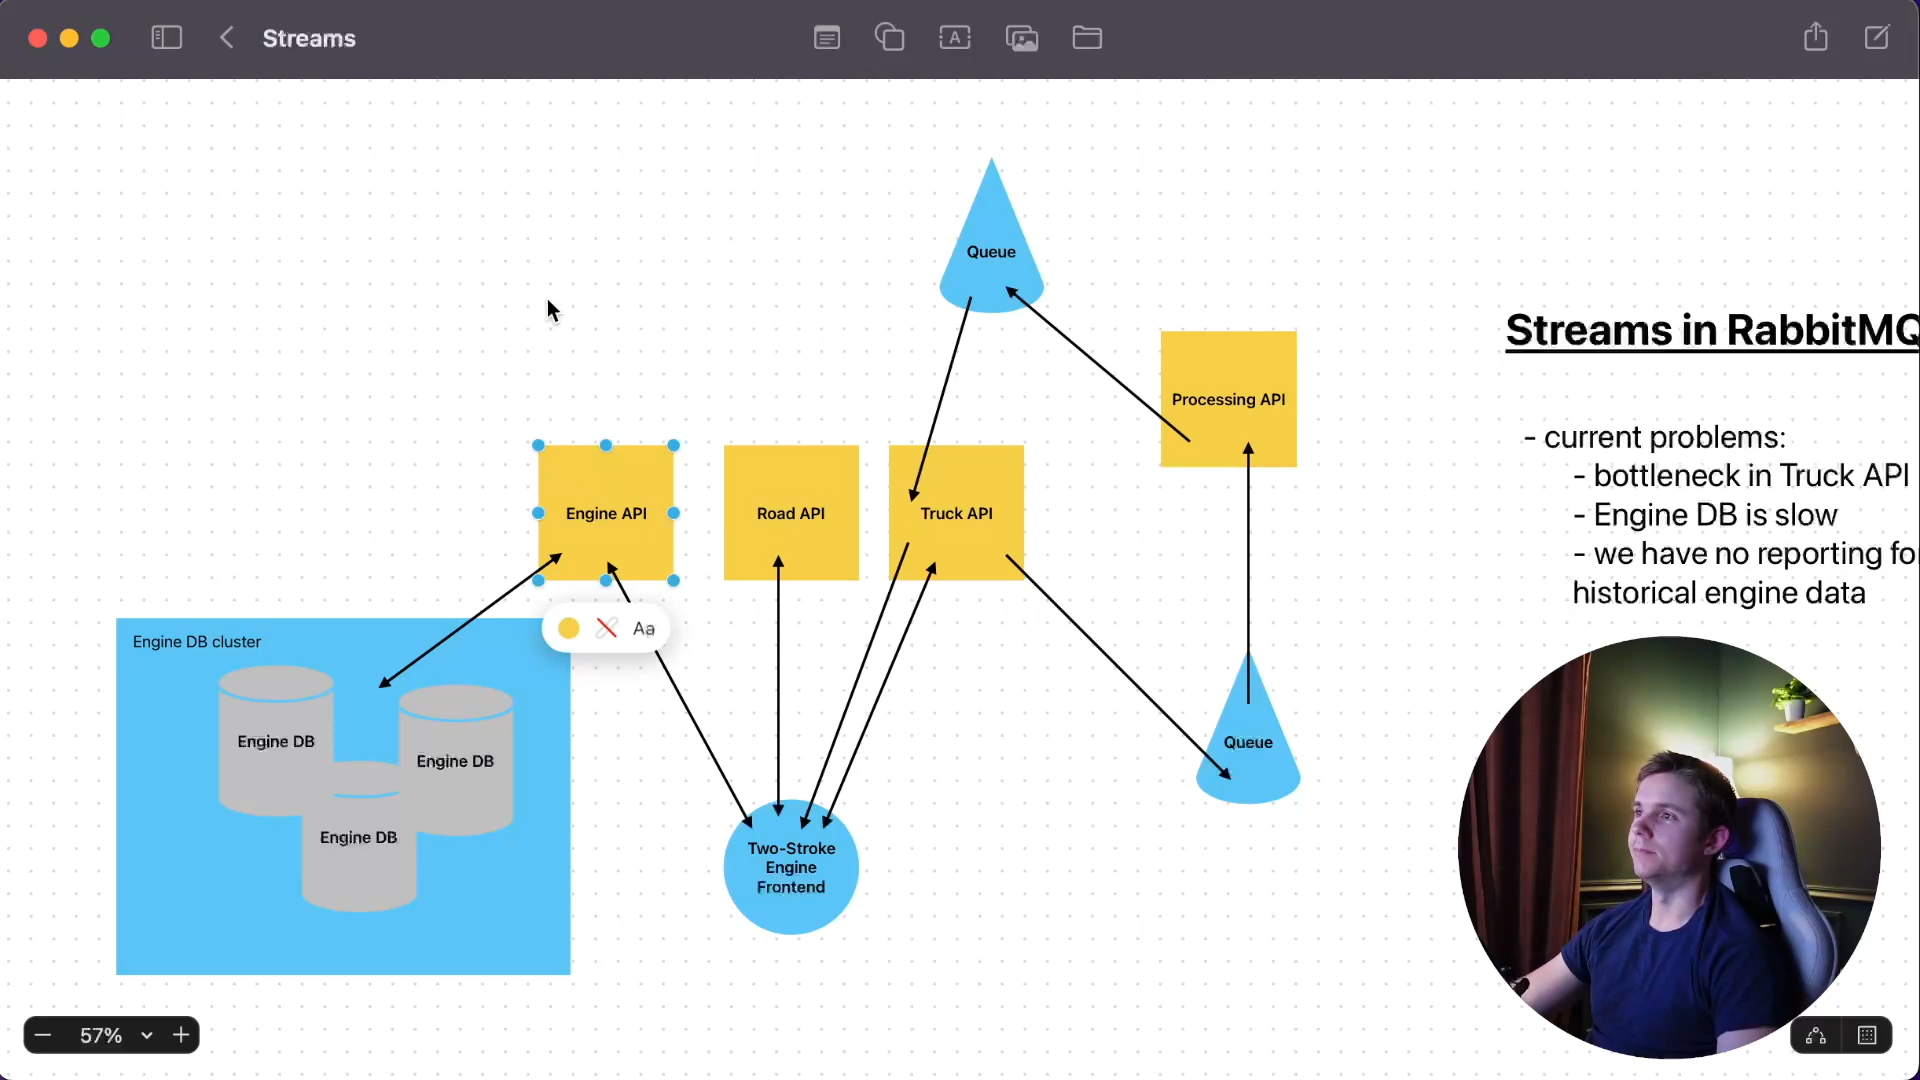 Streams
A
Queue
Streams in RabbitMQ
Processing API
- current problems:
- bottleneck in Truck API
- Engine DB is slow
- we have no reporting fo
historical engine data
Engine API
Road API
Truck API
Aa
Engine DB cluster
Engine DB
Engine DB
Engine DB
Queue
Two-Stroke
Engine
Frontend
57%